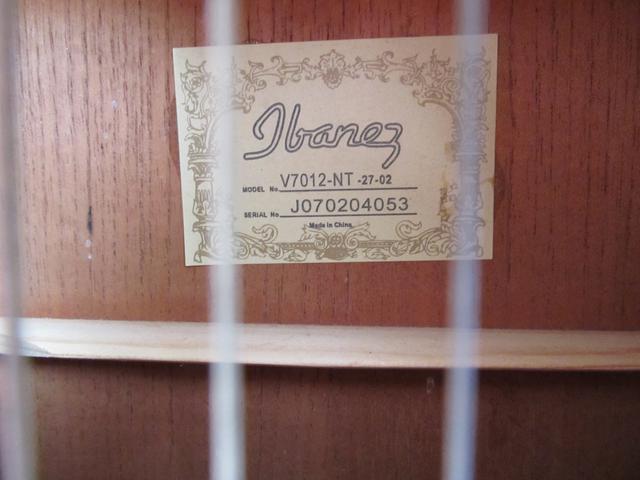 Ibanez
MODEL No. V7012-NT -27-02
SERIAL No. J070204053
Made in China.